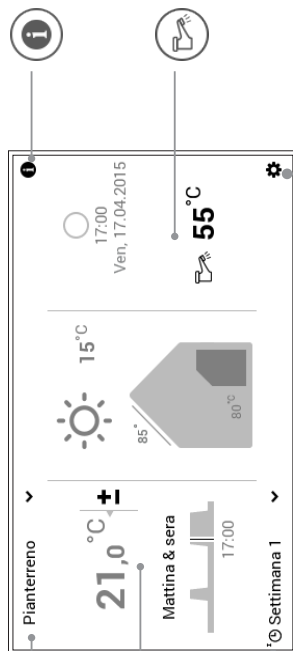 Pianterreno
21,0 °C
±
Mattina & sera
17:00
Settimana 1
15°C
85°
80°C
17:00
Ven, 17.04.2015
55°C